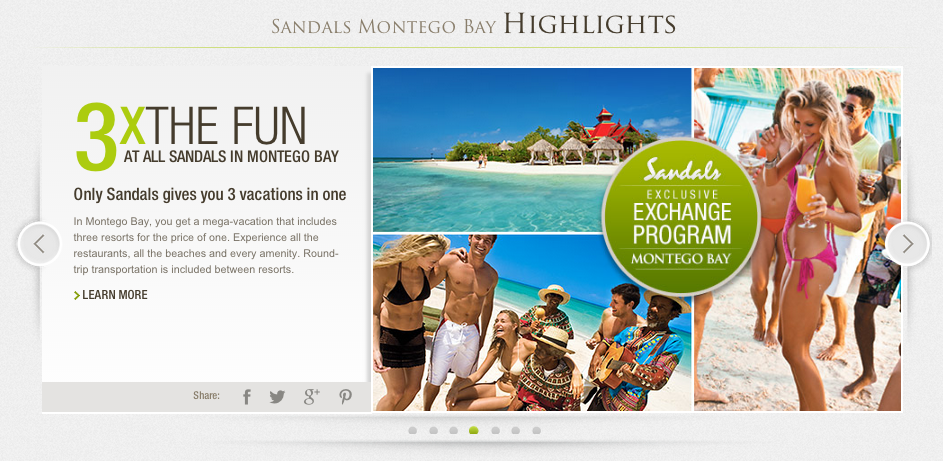 SANDALS MONTEGO BAY HIGHLIGHTS
3XTHE FUN
AT ALL SANDALS IN MONTEGO BAY
Only Sandals gives you 3 vacations in one
In Montego Bay, you get a mega-vacation that includes
three resorts for the price of one. Experience all the
restaurants, all the beaches and every amenity. Round-
trip transportation is included between resorts.
LEARN MORE
Share:
Sandals
EXCLUSIVE
EXCHANGE
PROGRAM
MONTEGO BAY